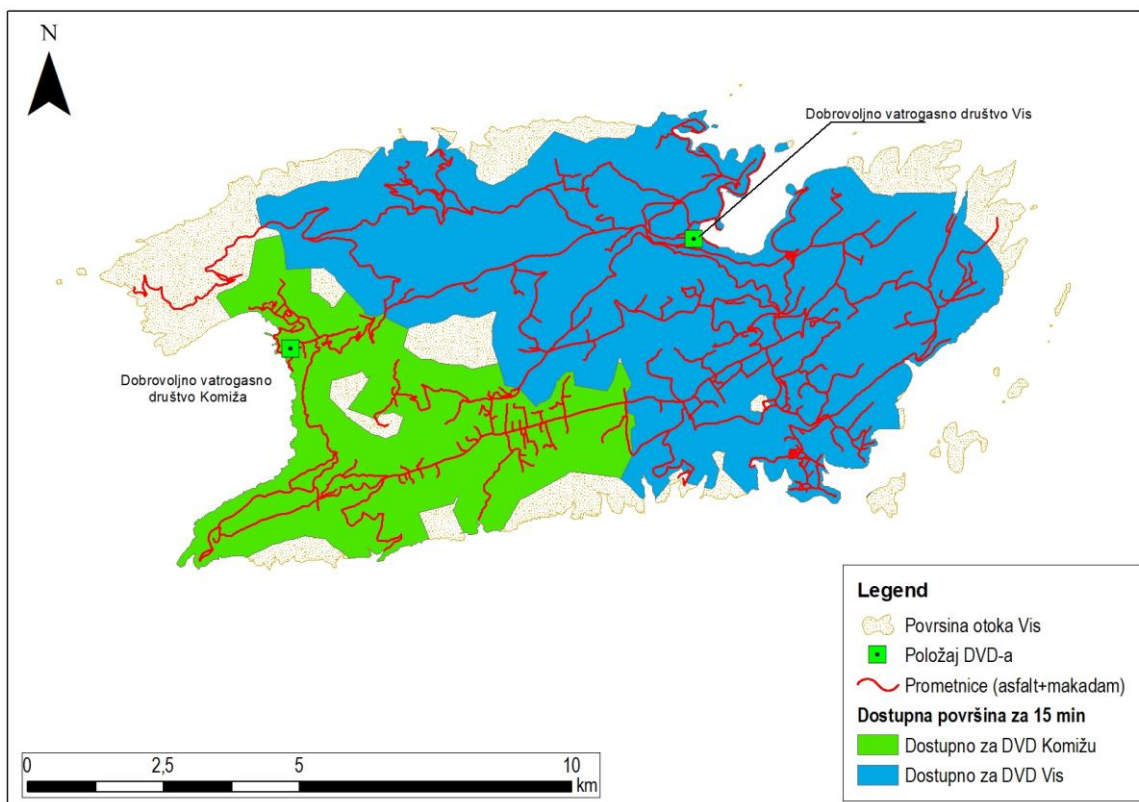 N
Dobrovoljno vatrogasno društvo Vis
Dobrovoljno vatrogasno
društvo Komiža
Legend
Povrsina otoka Vis
Položaj DVD-a
Prometnice (asfalt+makadam)
Dostupna površina za 15 min
Dostupno za DVD Komižu
Dostupno za DVD Vis
0 2,5 5 10
km